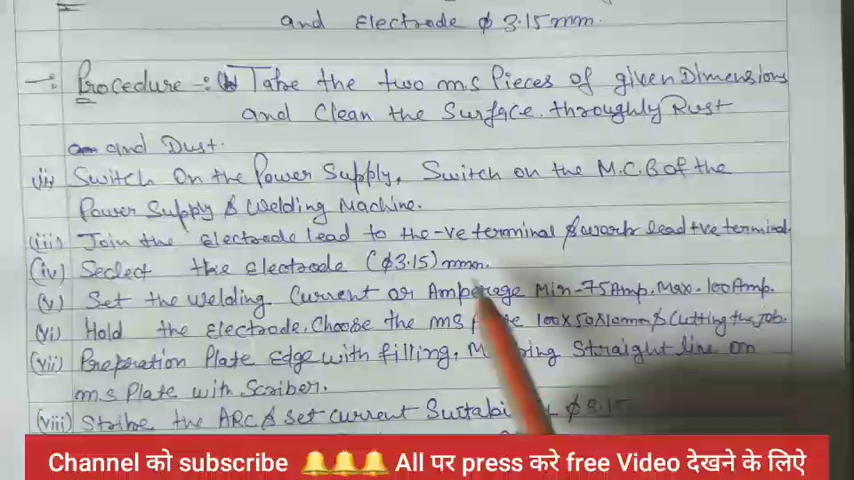 and Electrode ϕ 3.15 mm.
Procedure -: (i) Take the two m.s Pieces of given Dimensions
and Clean the Surface. throughly Rust
and Dust.
(ii) Switch On the Power Supply, Switch on the M.C.B of the
Power Supply & Welding Machine.
(iii) Join the electrode lead to the -ve terminal & work lead +ve terminal
(iv) Seclect the electrode (ϕ3.15) mm.
(v) Set the welding Current or Amperage Min-75Amp. Max-100Amp.
(vi) Hold the Electrode. Choose the ms 100x50x10mm & Cutting the job.
(vii) Preparation Plate Edge with filling, Straight line on
m.s Plate with Scriber.
(viii) Stribe the ARC & set current ϕ3.15
Channel को subscribe 🔔🔔🔔 All पर press करे free Video देखने के लिऐ